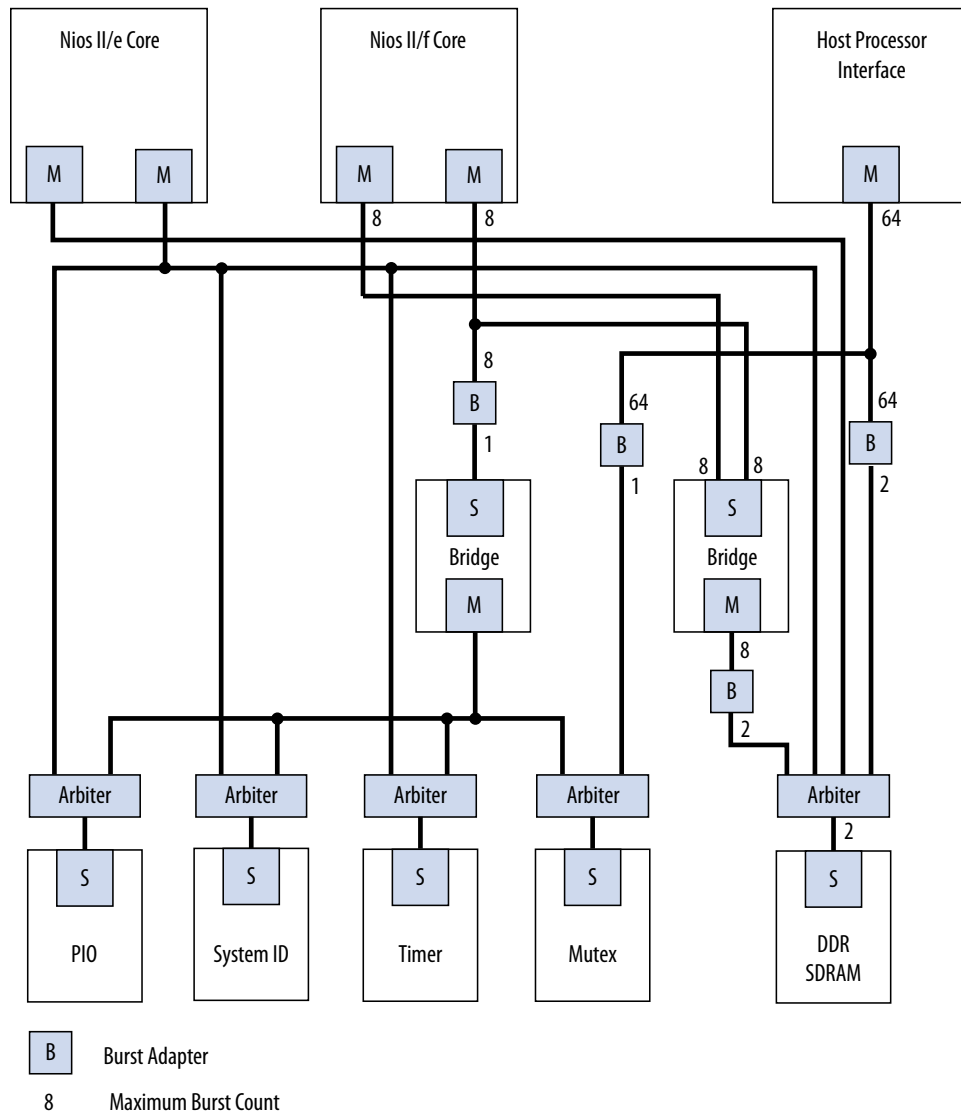 Nios II/e Core
Nios II/f Core
Host Processor
Interface
M
M
M
M
M
8
8
64
8
B
1
64
B
1
64
B
2
8
8
S
Bridge
M
S
Bridge
M
8
B
2
Arbiter
Arbiter
Arbiter
Arbiter
Arbiter
2
S
S
S
S
S
PIO
System ID
Timer
Mutex
DDR
SDRAM
B Burst Adapter
8 Maximum Burst Count